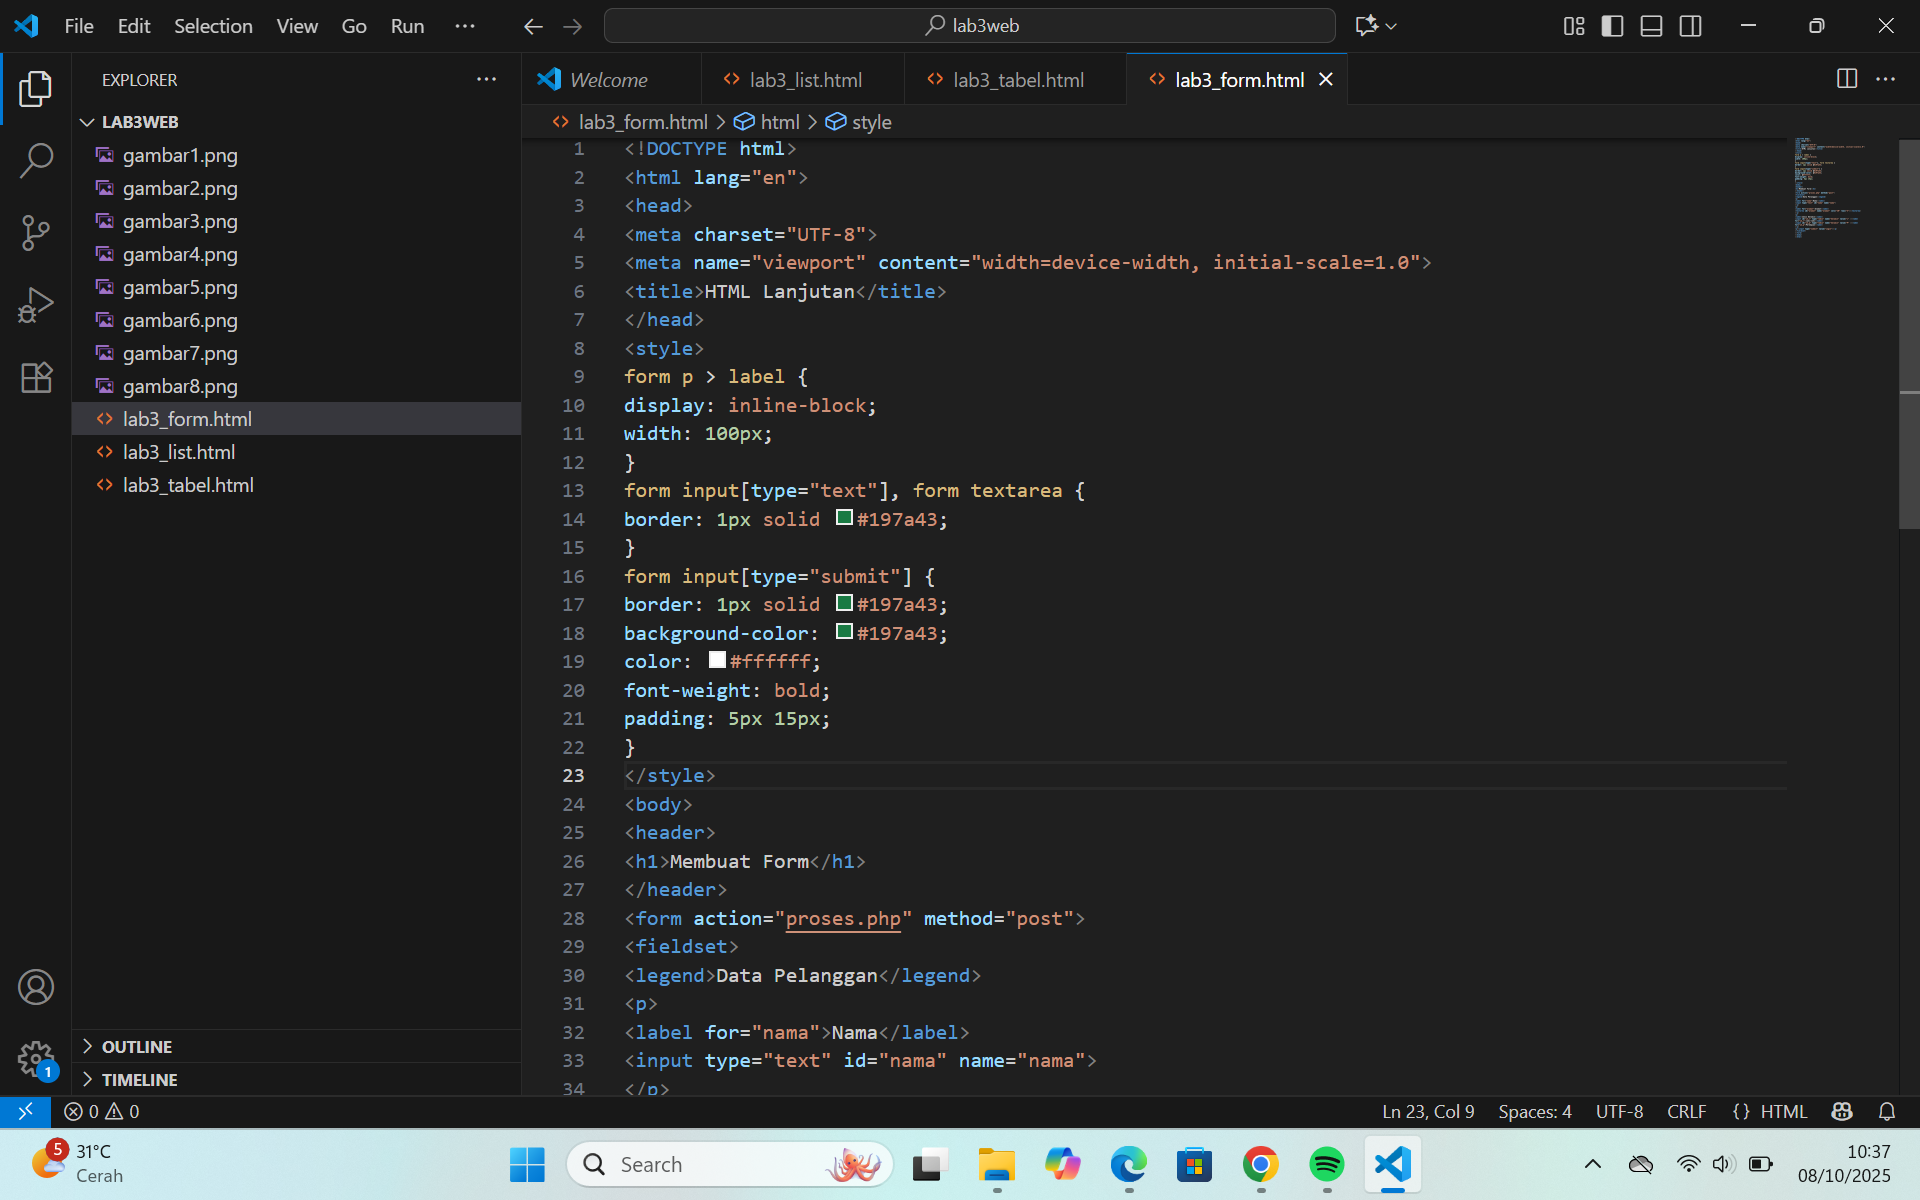 File Edit Selection View Go Run ··· lab3web
EXPLORER ···
LAB3WEB
gambar1.png
gambar2.png
gambar3.png
gambar4.png
gambar5.png
gambar6.png
gambar7.png
gambar8.png
lab3_form.html
lab3_list.html
lab3_tabel.html
OUTLINE
TIMELINE
1
Welcome lab3_list.html lab3_tabel.html lab3_form.html
lab3_form.html > html > style
1 <!DOCTYPE html>
2 <html lang="en">
3 <head>
4 <meta charset="UTF-8">
5 <meta name="viewport" content="width=device-width, initial-scale=1.0">
6 <title>HTML Lanjutan</title>
7 </head>
8 <style>
9 form p > label {
10 display: inline-block;
11 width: 100px;
12 }
13 form input[type="text"], form textarea {
14 border: 1px solid #197a43;
15 }
16 form input[type="submit"] {
17 border: 1px solid #197a43;
18 background-color: #197a43;
19 color: #ffffff;
20 font-weight: bold;
21 padding: 5px 15px;
22 }
23 </style>
24 <body>
25 <header>
26 <h1>Membuat Form</h1>
27 </header>
28 <form action="proses.php" method="post">
29 <fieldset>
30 <legend>Data Pelanggan</legend>
31 <p>
32 <label for="nama">Nama</label>
33 <input type="text" id="nama" name="nama">
34 </p>
0 0 Ln 23, Col 9 Spaces: 4 UTF-8 CRLF {} HTML
5 31°C
Cerah
Search
10:37
08/10/2025